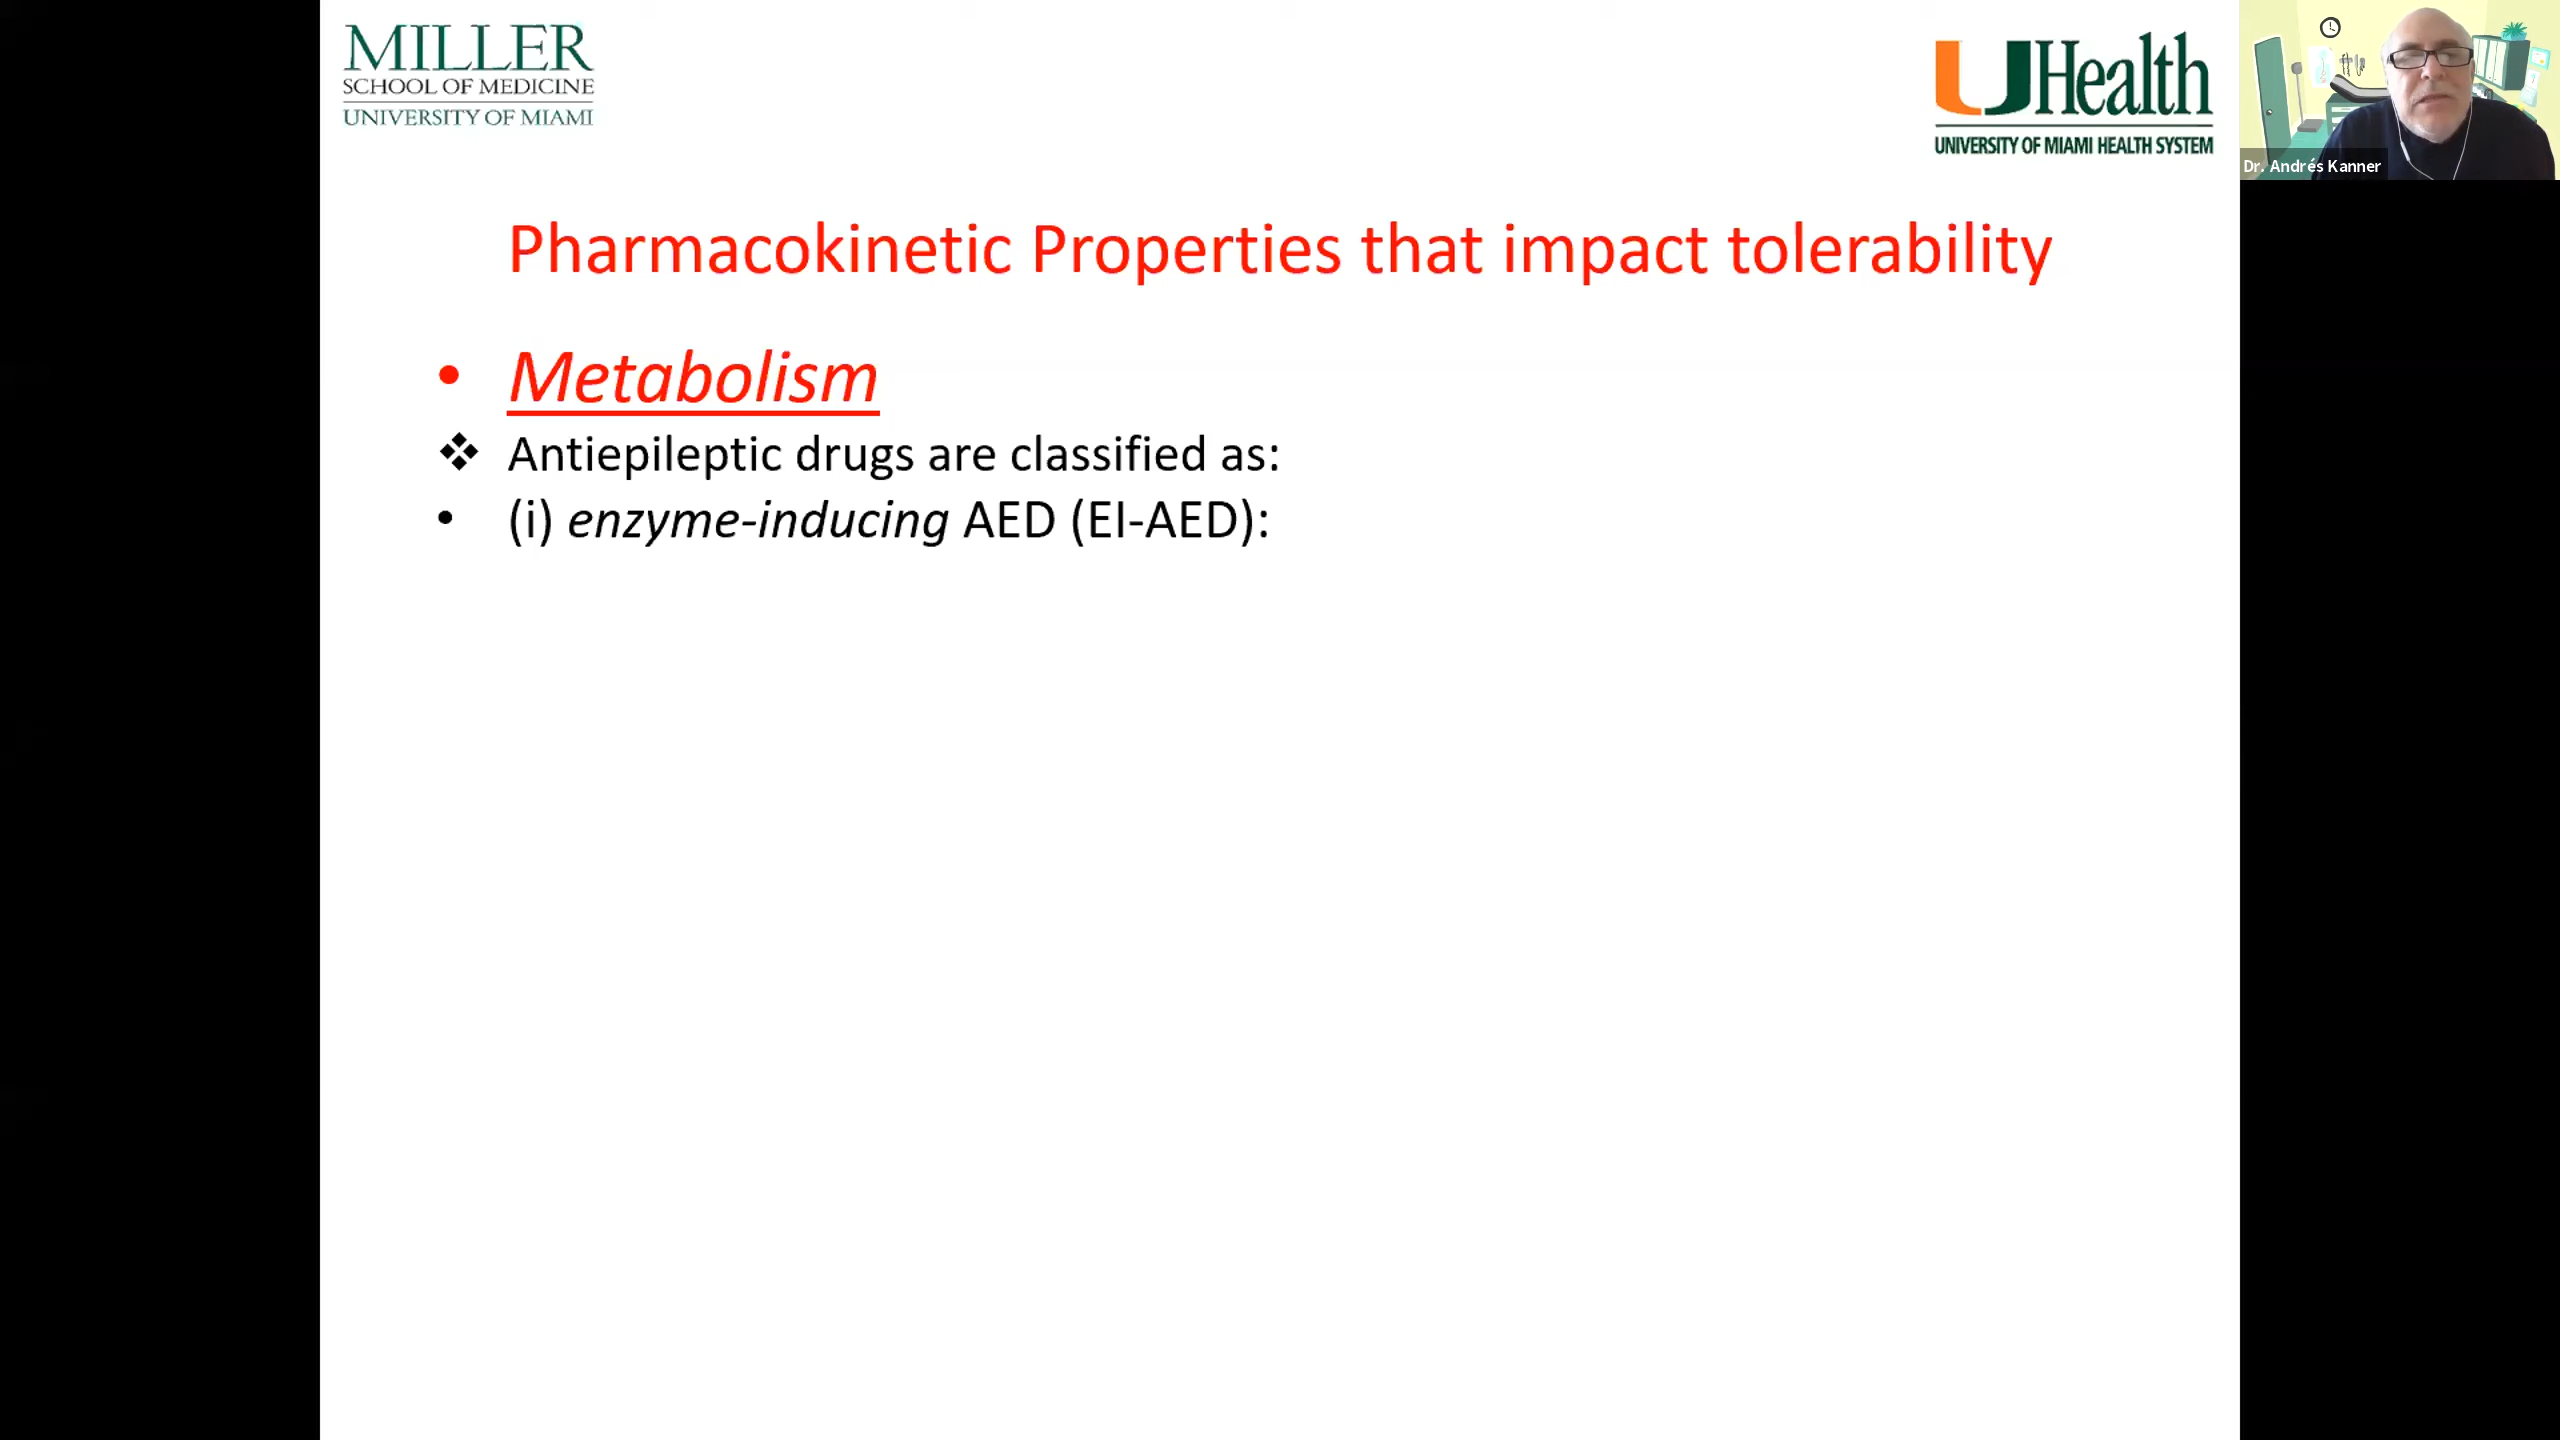 MILLER
SCHOOL OF MEDICINE
UNIVERSITY OF MIAMI
UHealth
UNIVERSITY OF MIAMI HEALTH SYSTEM
Dr. Andrés Kanner
Pharmacokinetic Properties that impact tolerability
• Metabolism
❖ Antiepileptic drugs are classified as:
• (i) enzyme-inducing AED (EI-AED):